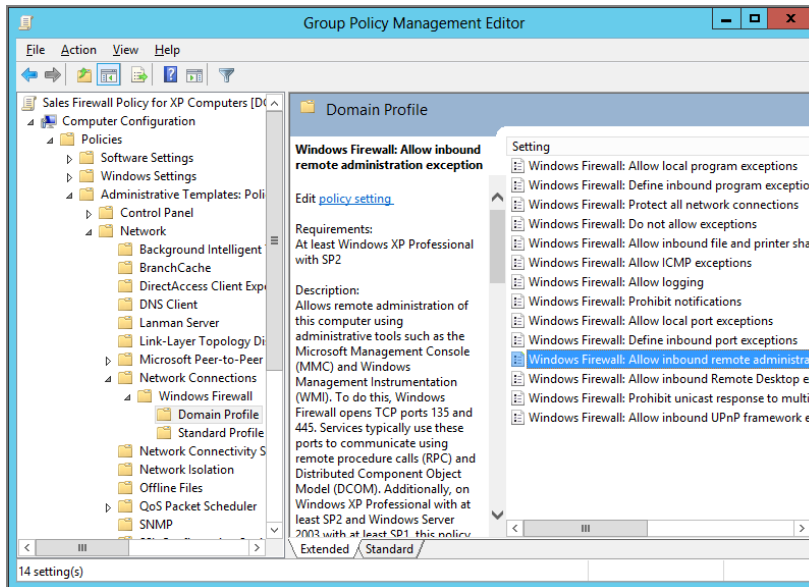 Group Policy Management Editor
File Action View Help
Sales Firewall Policy for XP Computers
Computer Configuration
Policies
Software Settings
Windows Settings
Administrative Templates: Poli
Control Panel
Network
Background Intelligent
BranchCache
DirectAccess Client Expe
DNS Client
Lanman Server
Link-Layer Topology Di
Microsoft Peer-to-Peer
Network Connections
Windows Firewall
Domain Profile
Standard Profile
Network Connectivity S
Network Isolation
Offline Files
QoS Packet Scheduler
SNMP
Domain Profile
Windows Firewall: Allow inbound
remote administration exception
Edit policy setting
Requirements:
At least Windows XP Professional
with SP2
Description:
Allows remote administration of
this computer using
administrative tools such as the
Microsoft Management Console
(MMC) and Windows
Management Instrumentation
(WMI). To do this, Windows
Firewall opens TCP ports 135 and
445. Services typically use these
ports to communicate using
remote procedure calls (RPC) and
Distributed Component Object
Model (DCOM). Additionally, on
Windows XP Professional with at
least SP2 and Windows Server
2003 with at least SP1, this policy
Setting
Windows Firewall: Allow local program exceptions
Windows Firewall: Define inbound program exceptio
Windows Firewall: Protect all network connections
Windows Firewall: Do not allow exceptions
Windows Firewall: Allow inbound file and printer sha
Windows Firewall: Allow ICMP exceptions
Windows Firewall: Allow logging
Windows Firewall: Prohibit notifications
Windows Firewall: Allow local port exceptions
Windows Firewall: Define inbound port exceptions
Windows Firewall: Allow inbound remote administra
Windows Firewall: Allow inbound Remote Desktop e
Windows Firewall: Prohibit unicast response to multi
Windows Firewall: Allow inbound UPnP framework e
Extended Standard
14 setting(s)